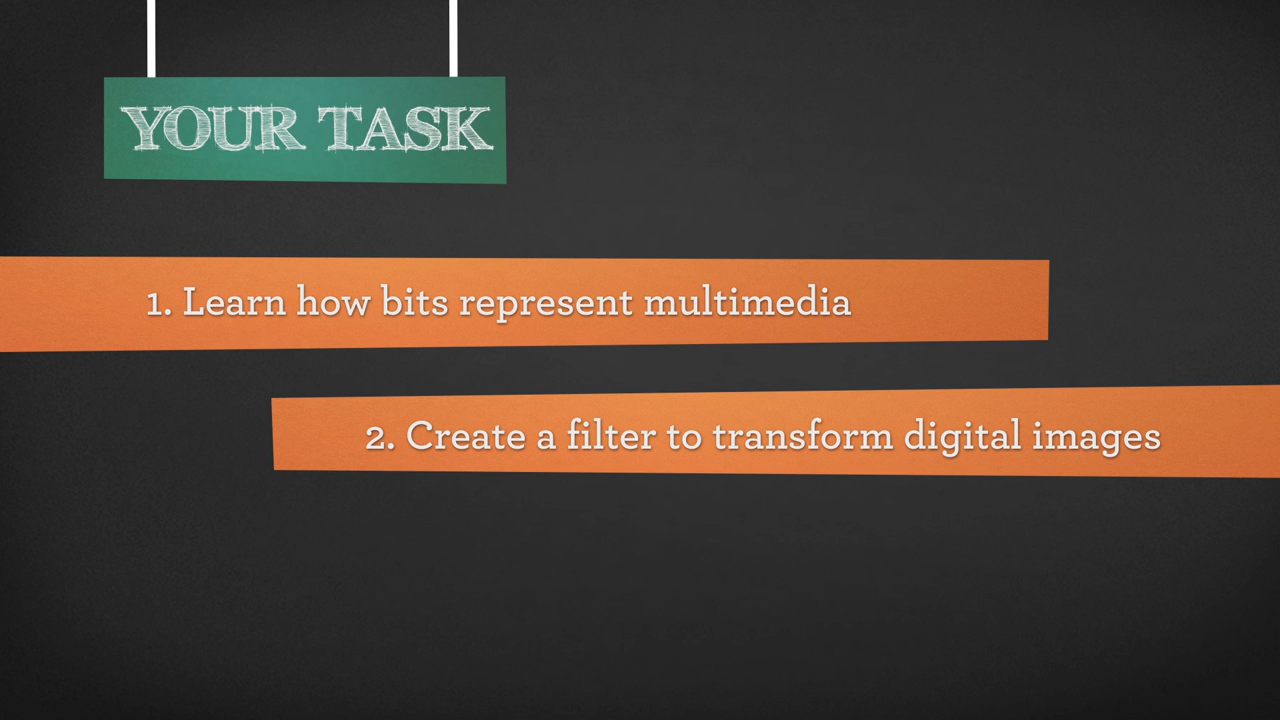 YOUR TASK
1. Learn how bits represent multimedia
2. Create a filter to transform digital images